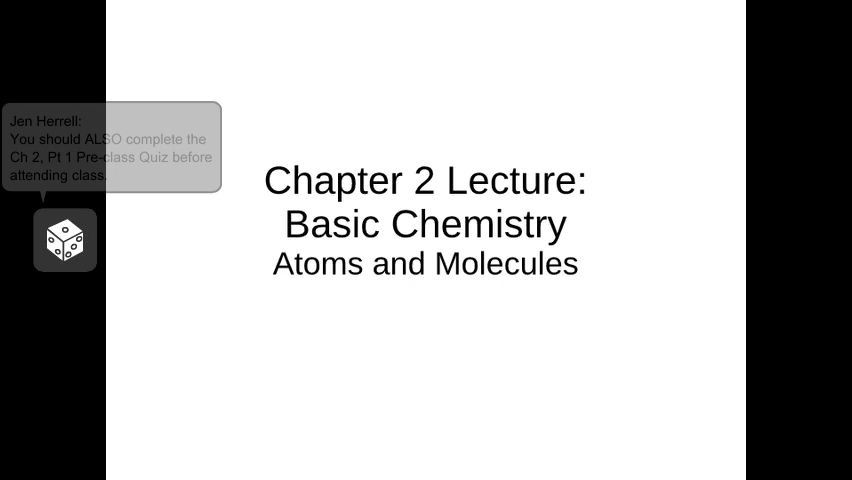 Jen Herrell:
You should ALSO complete the
Ch 2, Pt 1 Pre-class Quiz before
attending class.
Chapter 2 Lecture:
Basic Chemistry
Atoms and Molecules